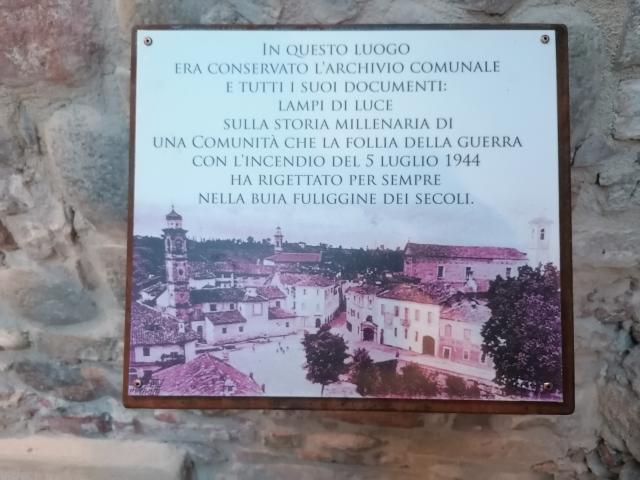 In questo luogo
era conservato l'archivio comunale
e tutti i suoi documenti:
lampi di luce
sulla storia millenaria di
una Comunità che la follia della guerra
con l'incendio del 5 luglio 1944
ha rigettato per sempre
nella buia fuliggine dei secoli.